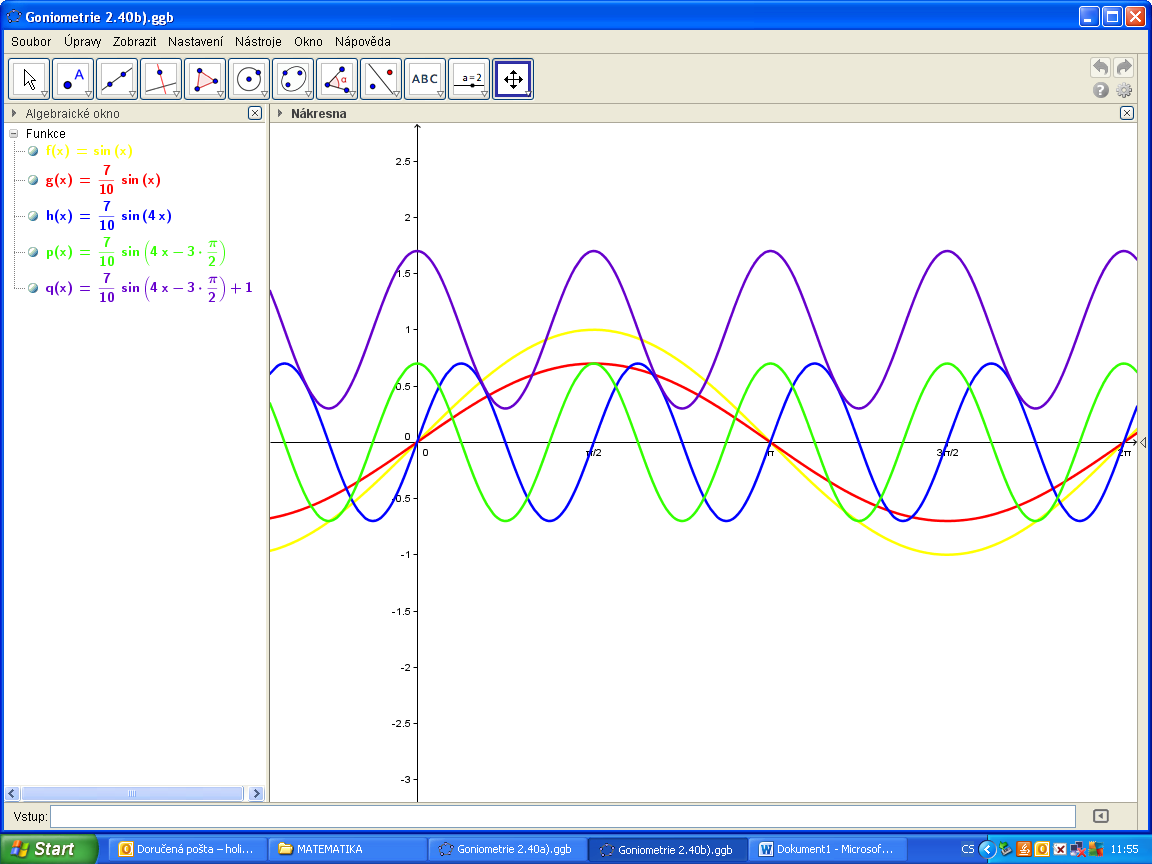 Goniometrie 2.40b).ggb
Soubor Úpravy Zobrazit Nastavení Nástroje Okno Nápověda
A ABC a=2
Algebraické okno
Nákresna
Funkce
f(x) = sin (x)
g(x) = 7/10 sin (x)
h(x) = 7/10 sin (4 x)
p(x) = 7/10 sin (4 x − 3 · π/2)
q(x) = 7/10 sin (4 x − 3 · π/2) + 1
2.5
2
1.5
1
0.5
0
0 π/2 π 3π/2 2π
-0.5
-1
-1.5
-2
-2.5
-3
Vstup:
Start Doručená pošta – holi... MATEMATIKA Goniometrie 2.40a).ggb Goniometrie 2.40b).ggb Dokument1 - Microsof... CS 11:55